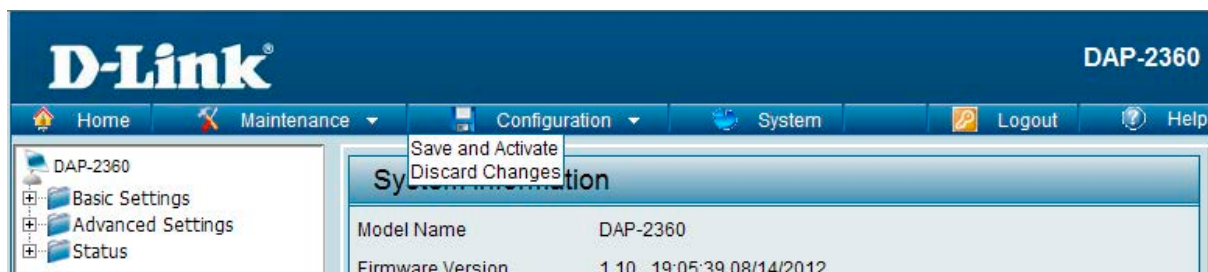 D-Link®
DAP-2360
Home Maintenance Configuration System Logout Help
Save and Activate
Discard Changes
DAP-2360
Basic Settings
Advanced Settings
Status
System Information
Model Name DAP-2360
Firmware Version 1.10 19:05:39 08/14/2012